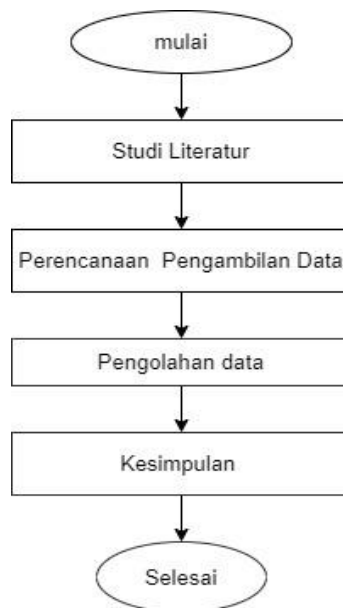 mulai
Studi Literatur
Perencanaan Pengambilan Data
Pengolahan data
Kesimpulan
Selesai